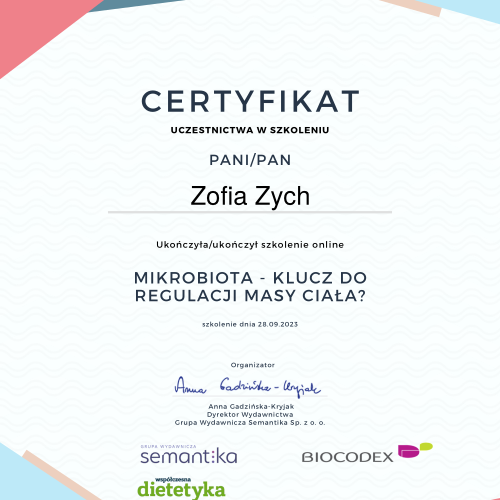 CERTYFIKAT
UCZESTNICTWA W SZKOLENIU
PANI/PAN
Zofia Zych
Ukończyła/ukończył szkolenie online
MIKROBIOTA - KLUCZ DO
REGULACJI MASY CIAŁA?
szkolenie dnia 28.09.2023
Organizator
Anna Gadzińska-Kryjak
Anna Gadzińska-Kryjak
Dyrektor Wydawnictwa
Grupa Wydawnicza Semantika Sp. z o. o.
GRUPA WYDAWNICZA
semantika
BIOCODEX
współczesna
dietetyka